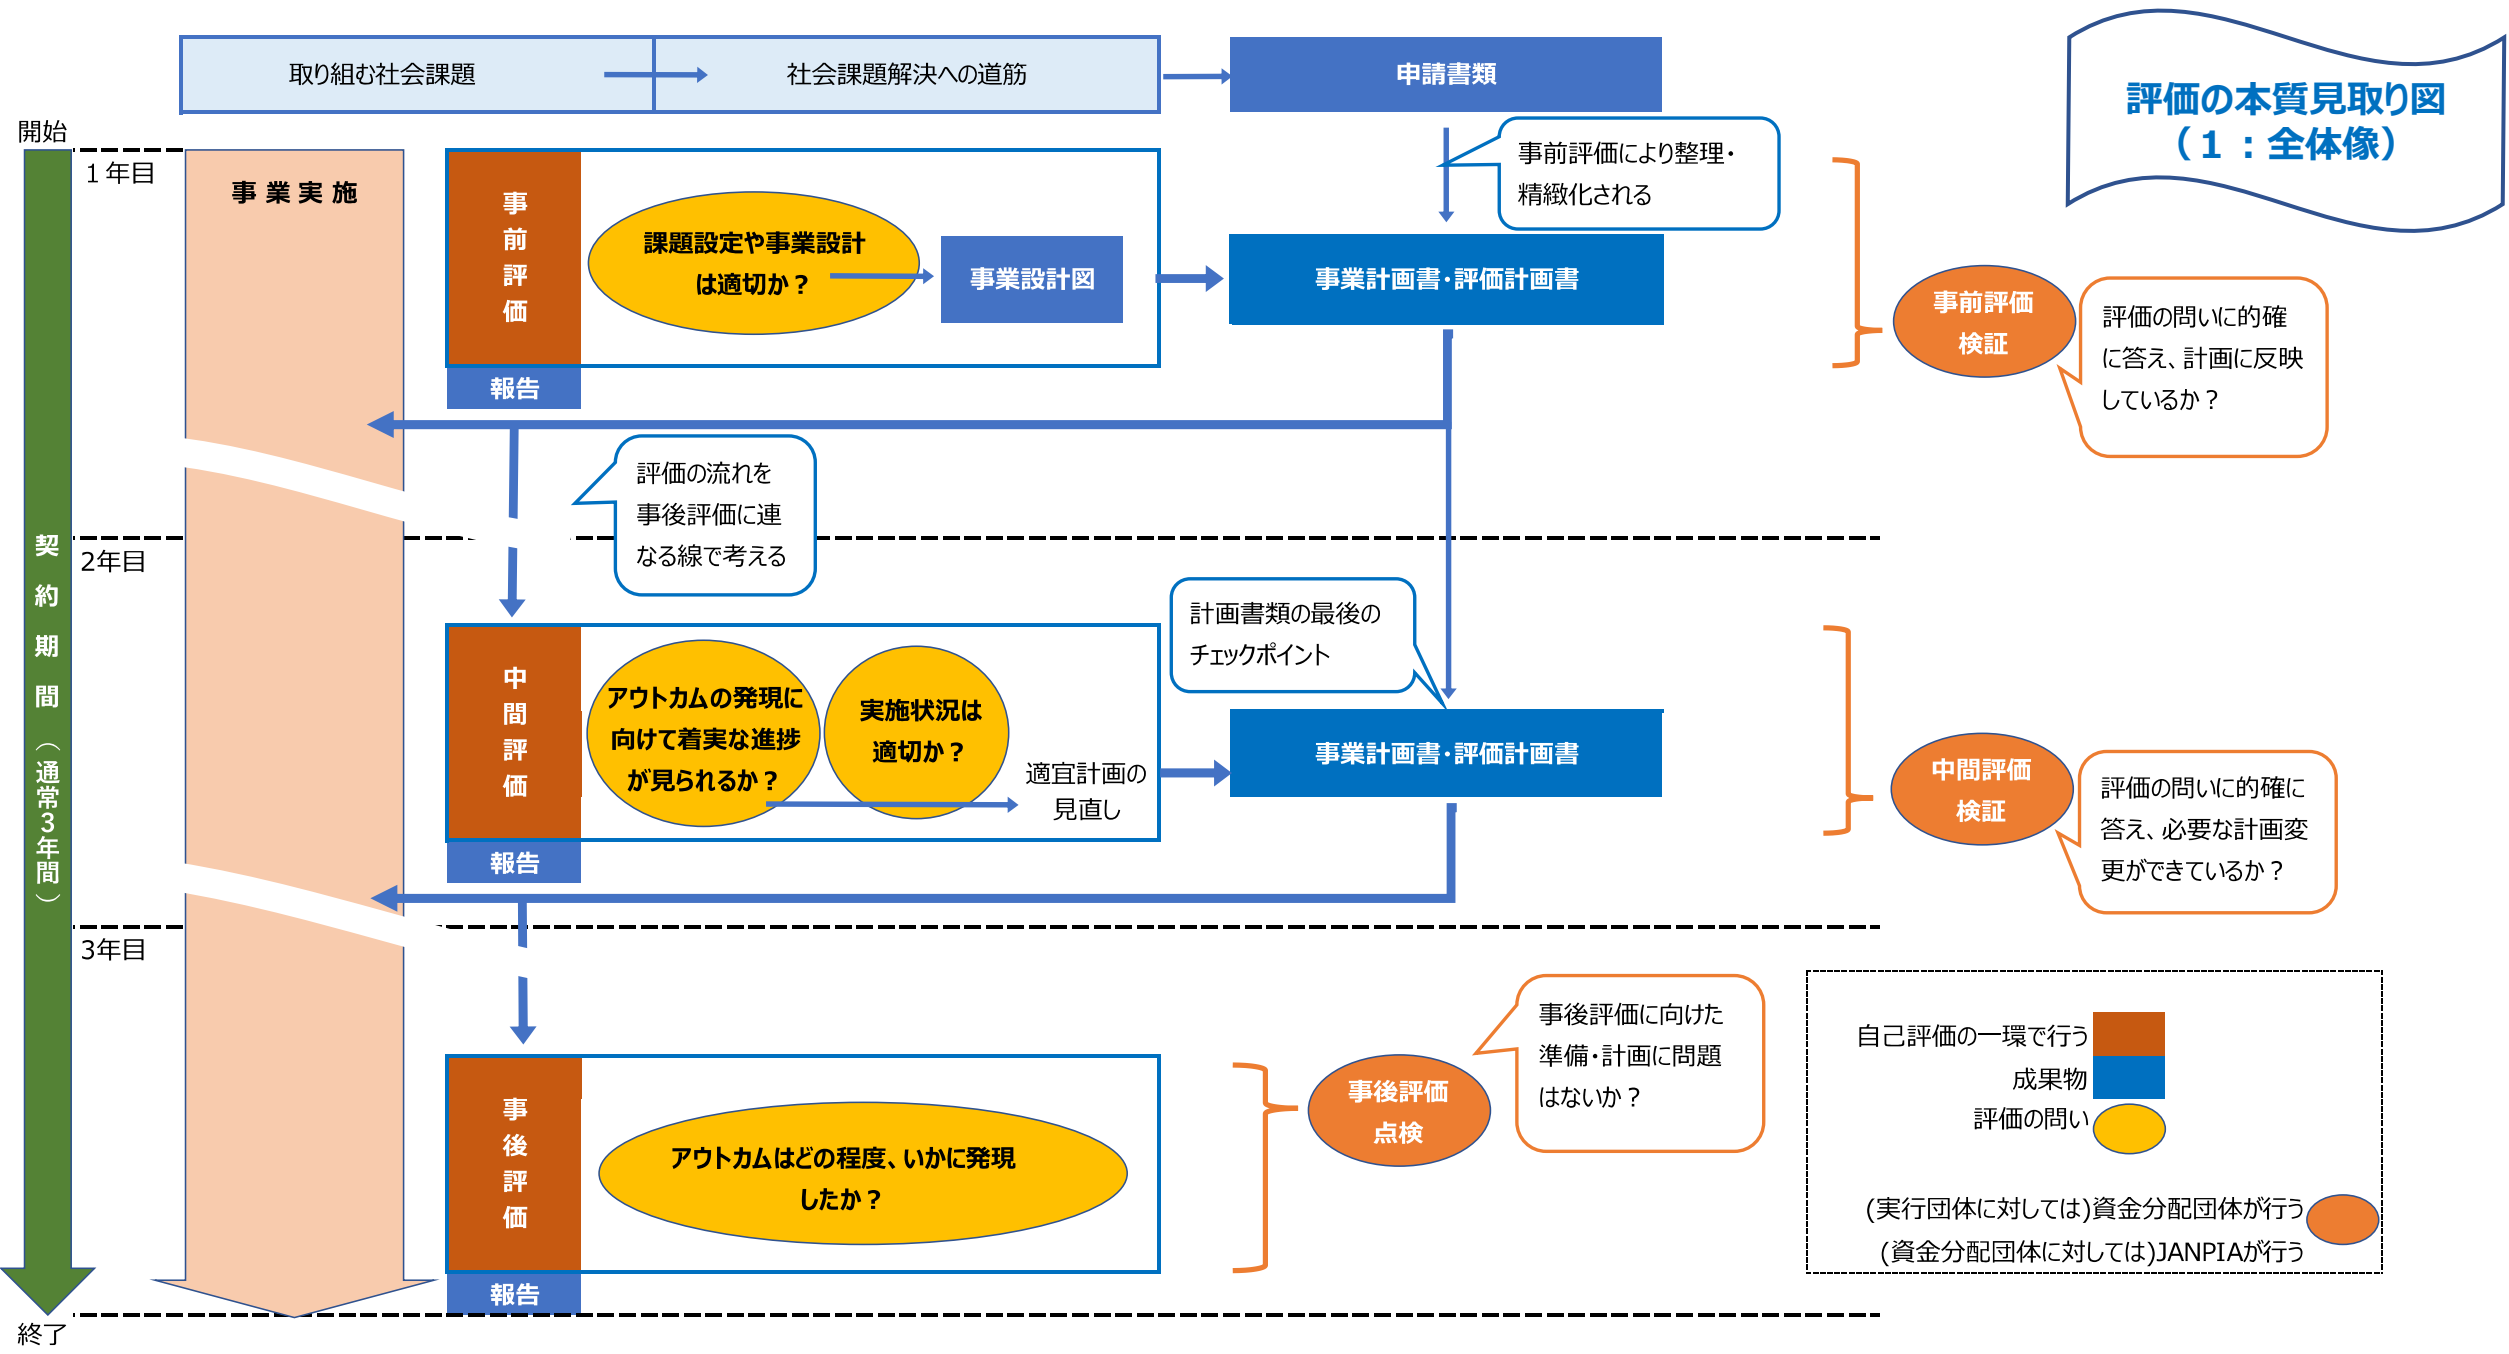 取り組む社会課題
社会課題解決への道筋
申請書類
評価の本質見取り図
（１：全体像）
開始
１年目
事業実施
事前評価
課題設定や事業設計
は適切か？
事業設計図
事業計画書・評価計画書
事前評価により整理・
精緻化される
事前評価
検証
評価の問いに的確
に答え、計画に反映
しているか？
報告
評価の流れを
事後評価に連
なる線で考える
契約期間（通常３年間）
2年目
中間評価
アウトカムの発現に
向けて着実な進捗
が見られるか？
実施状況は
適切か？
適宜計画の
見直し
計画書類の最後の
チェックポイント
事業計画書・評価計画書
中間評価
検証
評価の問いに的確に
答え、必要な計画変
更ができているか？
報告
3年目
事後評価
アウトカムはどの程度、いかに発現
したか？
事後評価
点検
事後評価に向けた
準備・計画に問題
はないか？
報告
終了
自己評価の一環で行う
成果物
評価の問い
(実行団体に対しては)資金分配団体が行う
(資金分配団体に対しては)JANPIAが行う